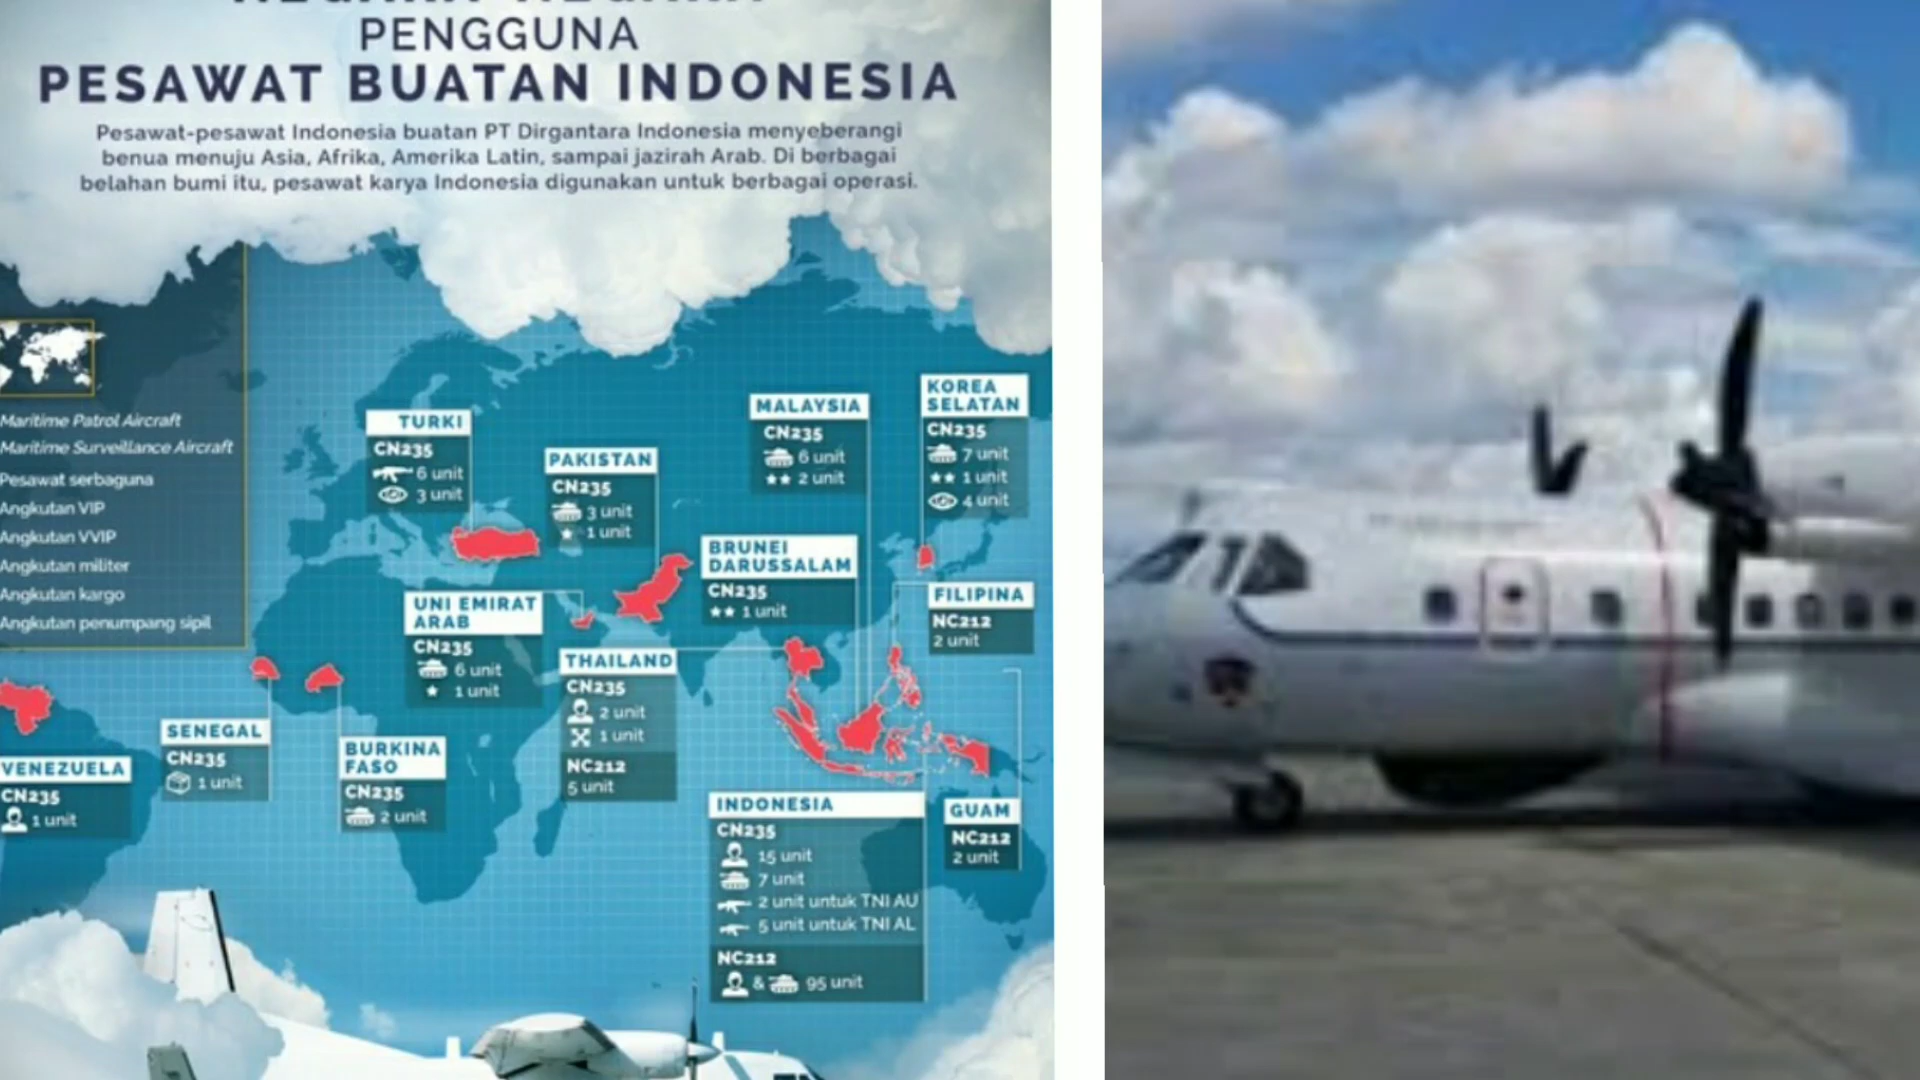 PENGGUNA
PESAWAT BUATAN INDONESIA
Pesawat-pesawat Indonesia buatan PT Dirgantara Indonesia menyeberangi
benua menuju Asia, Afrika, Amerika Latin, sampai jazirah Arab. Di berbagai
belahan bumi itu, pesawat karya Indonesia digunakan untuk berbagai operasi.
Maritime Patrol Aircraft
Maritime Surveillance Aircraft
Pesawat serbaguna
Angkutan VIP
Angkutan VVIP
Angkutan militer
Angkutan kargo
Angkutan penumpang sipil
TURKI
CN235
6 unit
3 unit
PAKISTAN
CN235
3 unit
1 unit
MALAYSIA
CN235
6 unit
2 unit
KOREA
SELATAN
CN235
7 unit
1 unit
4 unit
BRUNEI
DARUSSALAM
CN235
1 unit
FILIPINA
NC212
2 unit
UNI EMIRAT
ARAB
CN235
6 unit
1 unit
THAILAND
CN235
2 unit
1 unit
NC212
5 unit
VENEZUELA
CN235
1 unit
SENEGAL
CN235
1 unit
BURKINA
FASO
CN235
2 unit
INDONESIA
CN235
15 unit
7 unit
2 unit untuk TNI AU
5 unit untuk TNI AL
NC212
& 95 unit
GUAM
NC212
2 unit